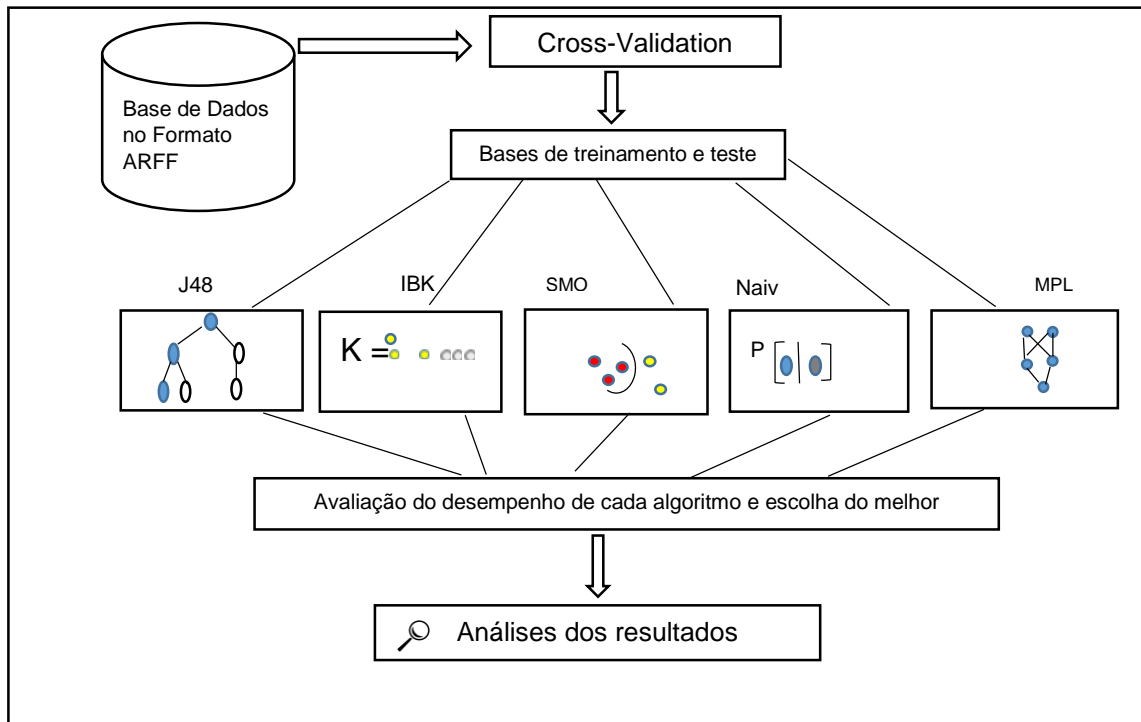 Cross-Validation
Base de Dados
no Formato
ARFF
Bases de treinamento e teste
J48
IBK
SMO
Naiv
MPL
K =
P
Avaliação do desempenho de cada algoritmo e escolha do melhor
Análises dos resultados